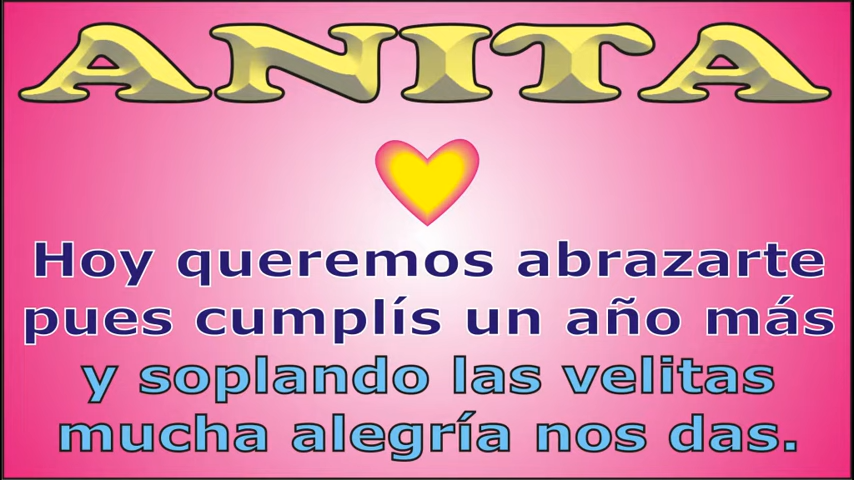 ANITA
Hoy queremos abrazarte
pues cumplís un año más
y soplando las velitas
mucha alegría nos das.